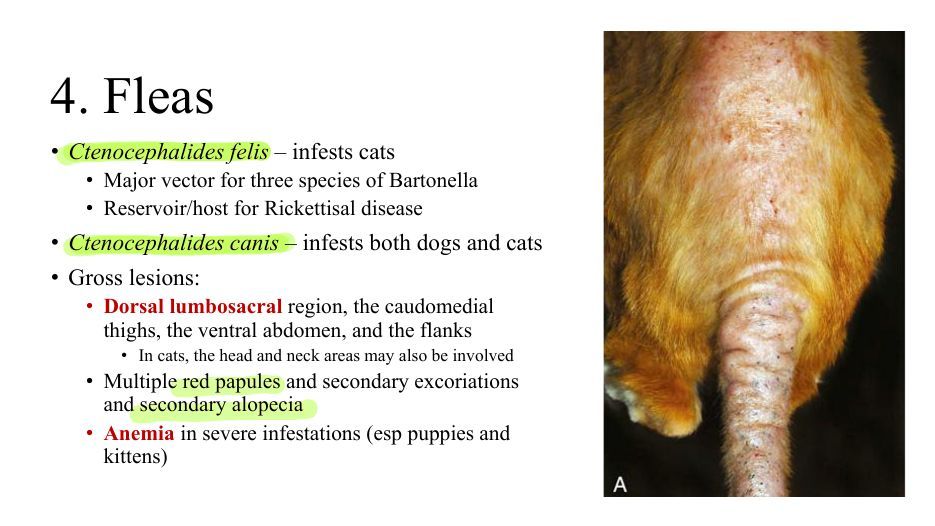 4. Fleas
• Ctenocephalides felis – infests cats
• Major vector for three species of Bartonella
• Reservoir/host for Rickettisal disease
• Ctenocephalides canis – infests both dogs and cats
• Gross lesions:
• Dorsal lumbosacral region, the caudomedial
thighs, the ventral abdomen, and the flanks
• In cats, the head and neck areas may also be involved
• Multiple red papules and secondary excoriations
and secondary alopecia
• Anemia in severe infestations (esp puppies and
kittens)
A